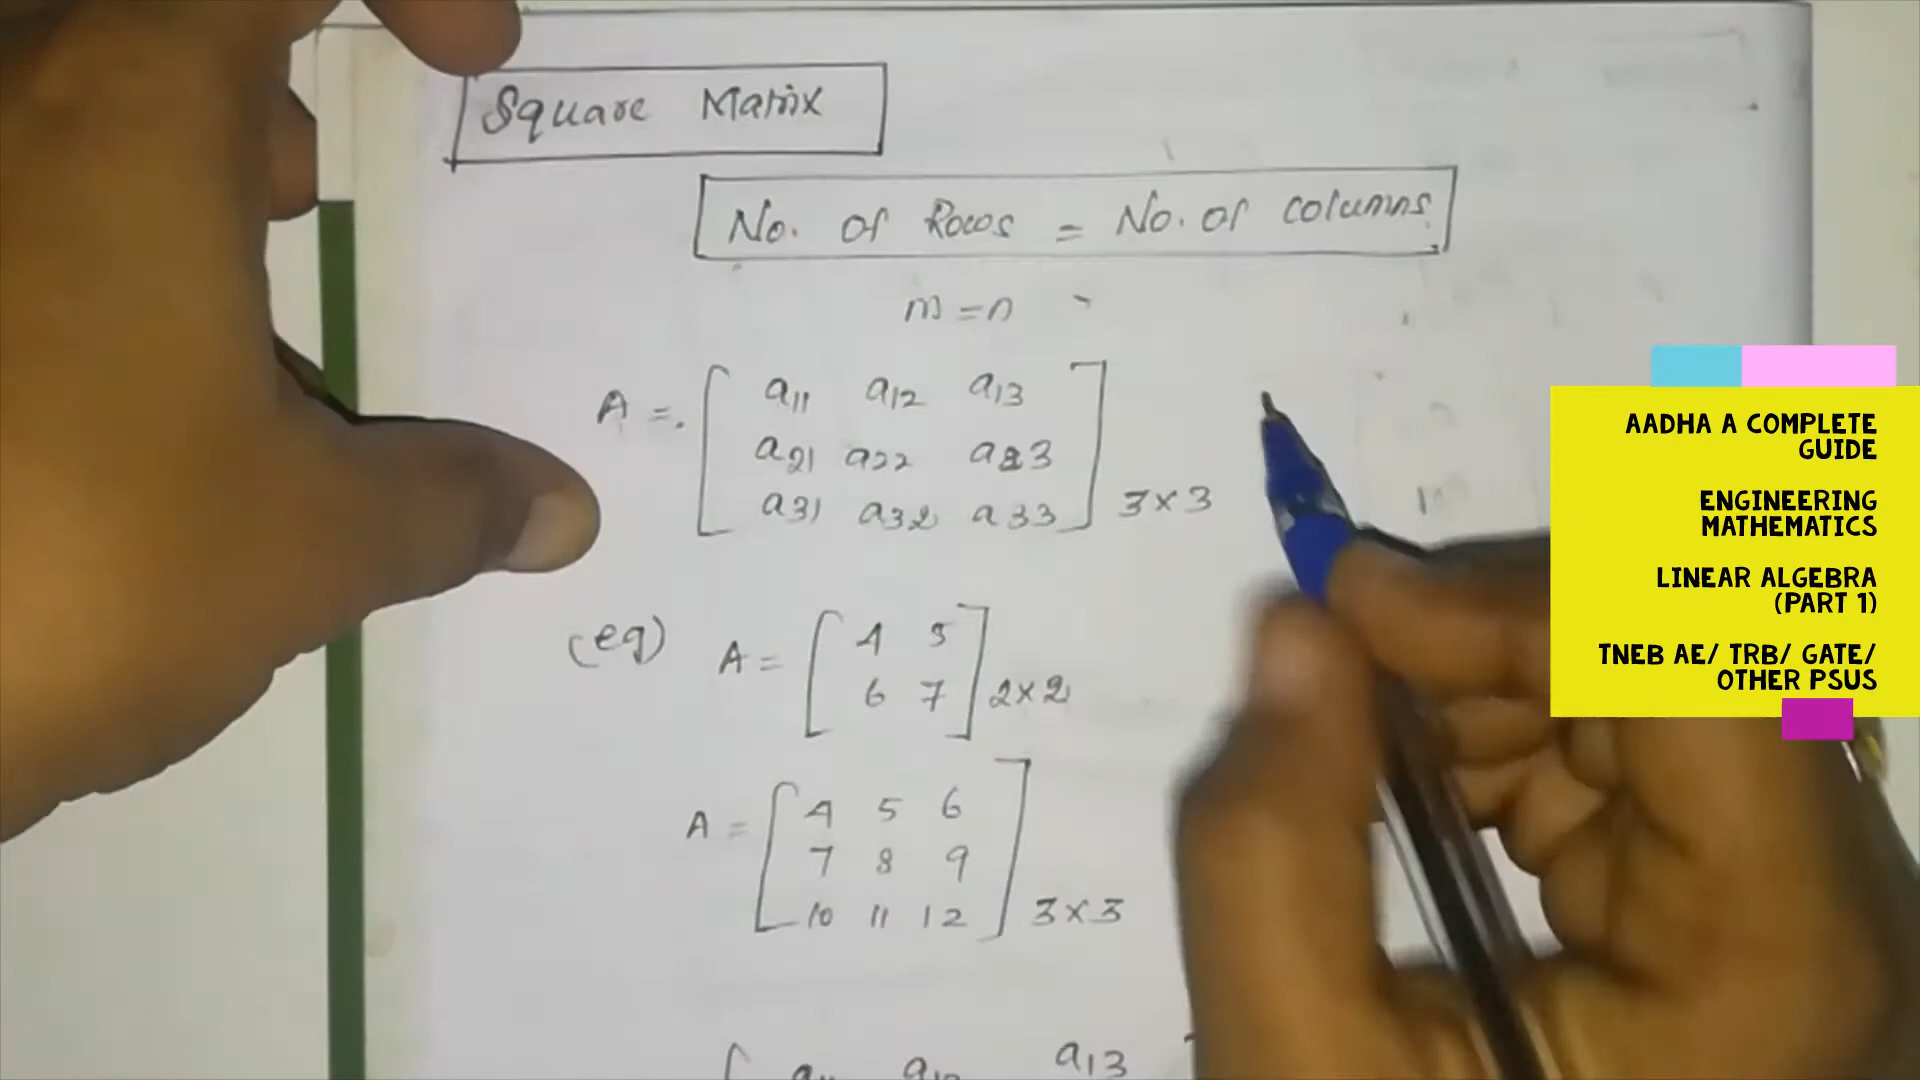 Square Matrix
No. of Rows = No. of columns
m = n
A = [ a11 a12 a13
a21 a22 a23
a31 a32 a33 ] 3×3
(eg) A = [ 4 5
6 7 ] 2×2
A = [ 4 5 6
7 8 9
10 11 12 ] 3×3
a11 a12 a13
AADHA A COMPLETE
GUIDE
ENGINEERING
MATHEMATICS
LINEAR ALGEBRA
(PART 1)
TNEB AE/ TRB/ GATE/
OTHER PSUS